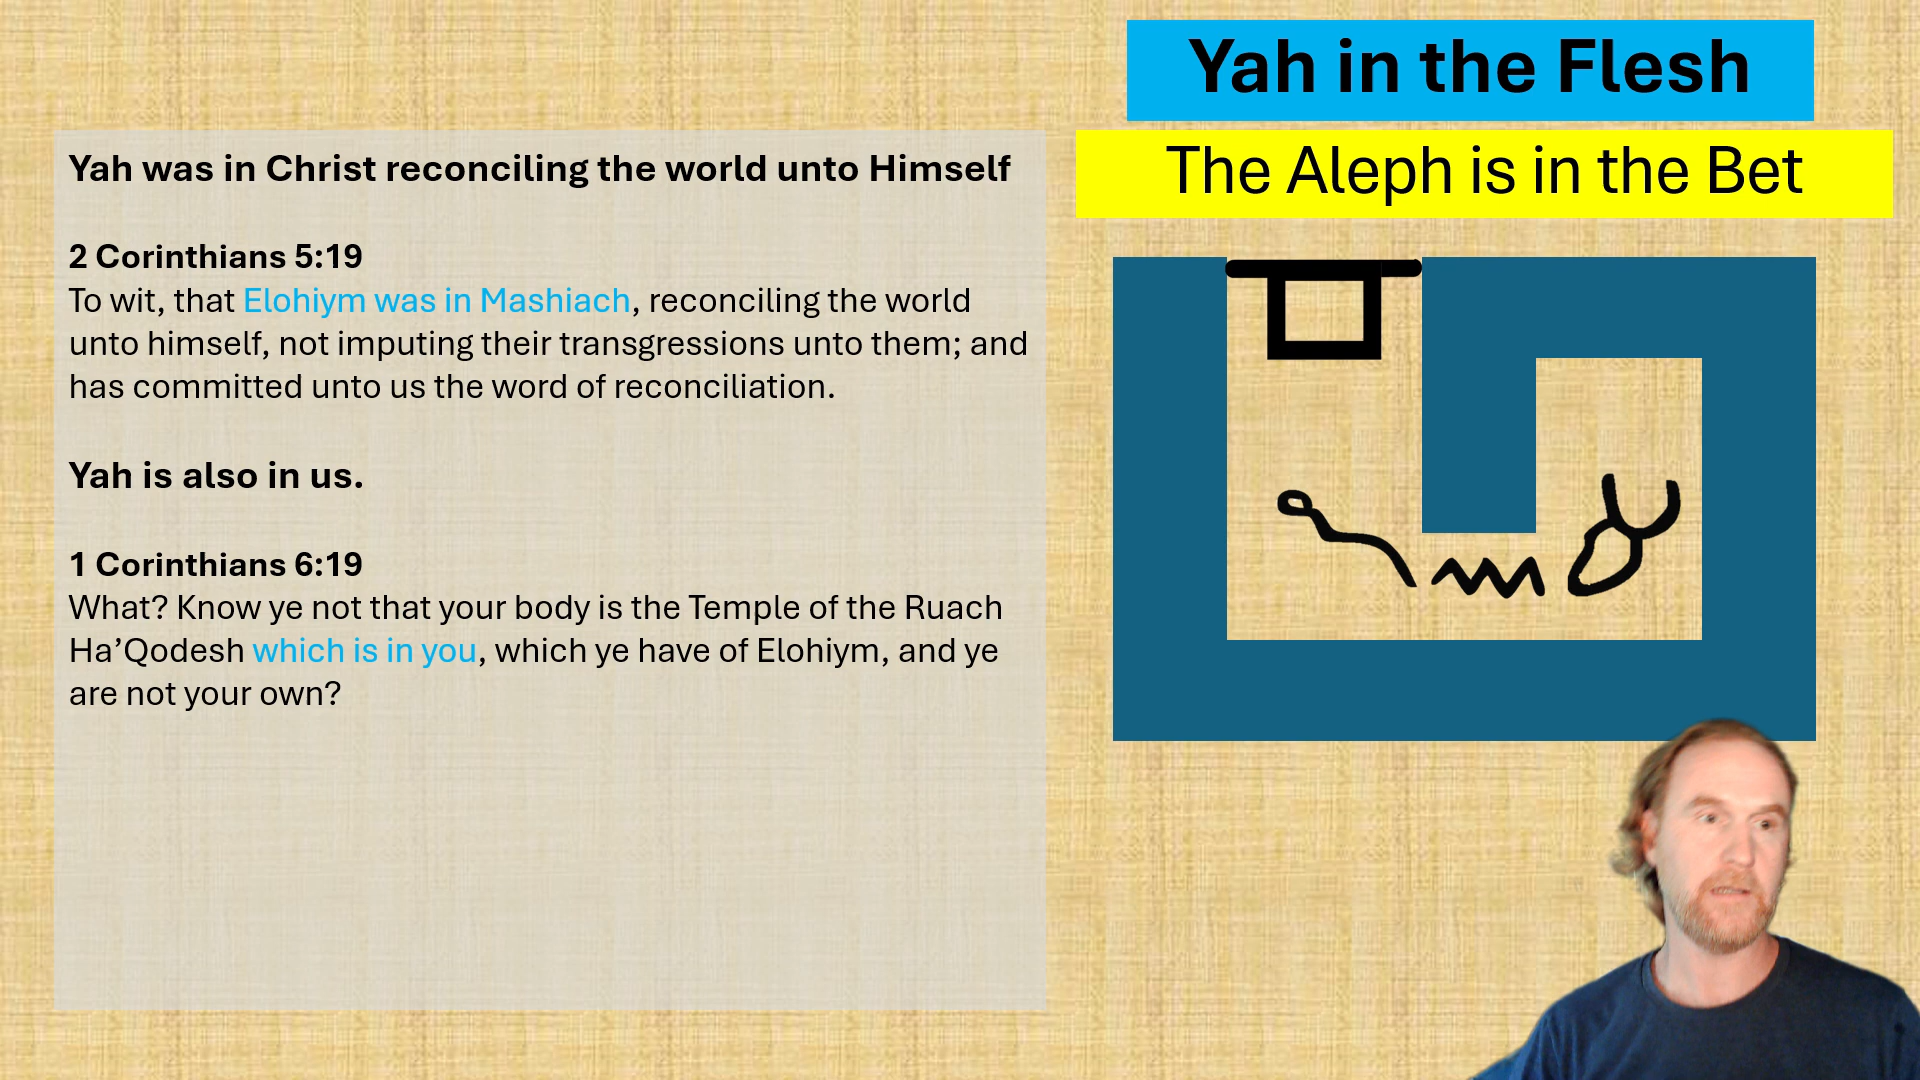 Yah in the Flesh
The Aleph is in the Bet
Yah was in Christ reconciling the world unto Himself
2 Corinthians 5:19
To wit, that Elohiym was in Mashiach, reconciling the world
unto himself, not imputing their transgressions unto them; and
has committed unto us the word of reconciliation.
Yah is also in us.
1 Corinthians 6:19
What? Know ye not that your body is the Temple of the Ruach
Ha’Qodesh which is in you, which ye have of Elohiym, and ye
are not your own?